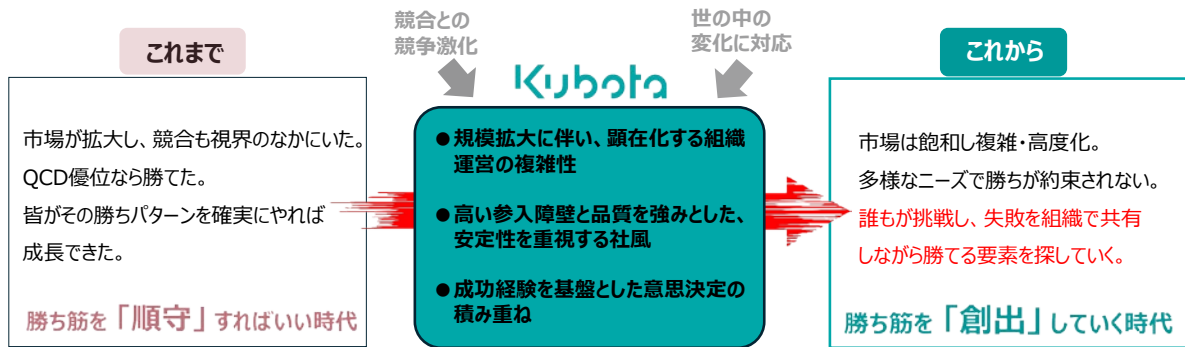 これまで
市場が拡大し、競合も視界のなかにいた。
QCD優位なら勝てた。
皆がその勝ちパターンを確実にやれば
成長できた。
勝ち筋を「順守」すればいい時代
競合との
競争激化
世の中の
変化に対応
Kubota
●規模拡大に伴い、顕在化する組織
運営の複雑性
●高い参入障壁と品質を強みとした、
安定性を重視する社風
●成功経験を基盤とした意思決定の
積み重ね
これから
市場は飽和し複雑・高度化。
多様なニーズで勝ちが約束されない。
誰もが挑戦し、失敗を組織で共有
しながら勝てる要素を探していく。
勝ち筋を「創出」していく時代